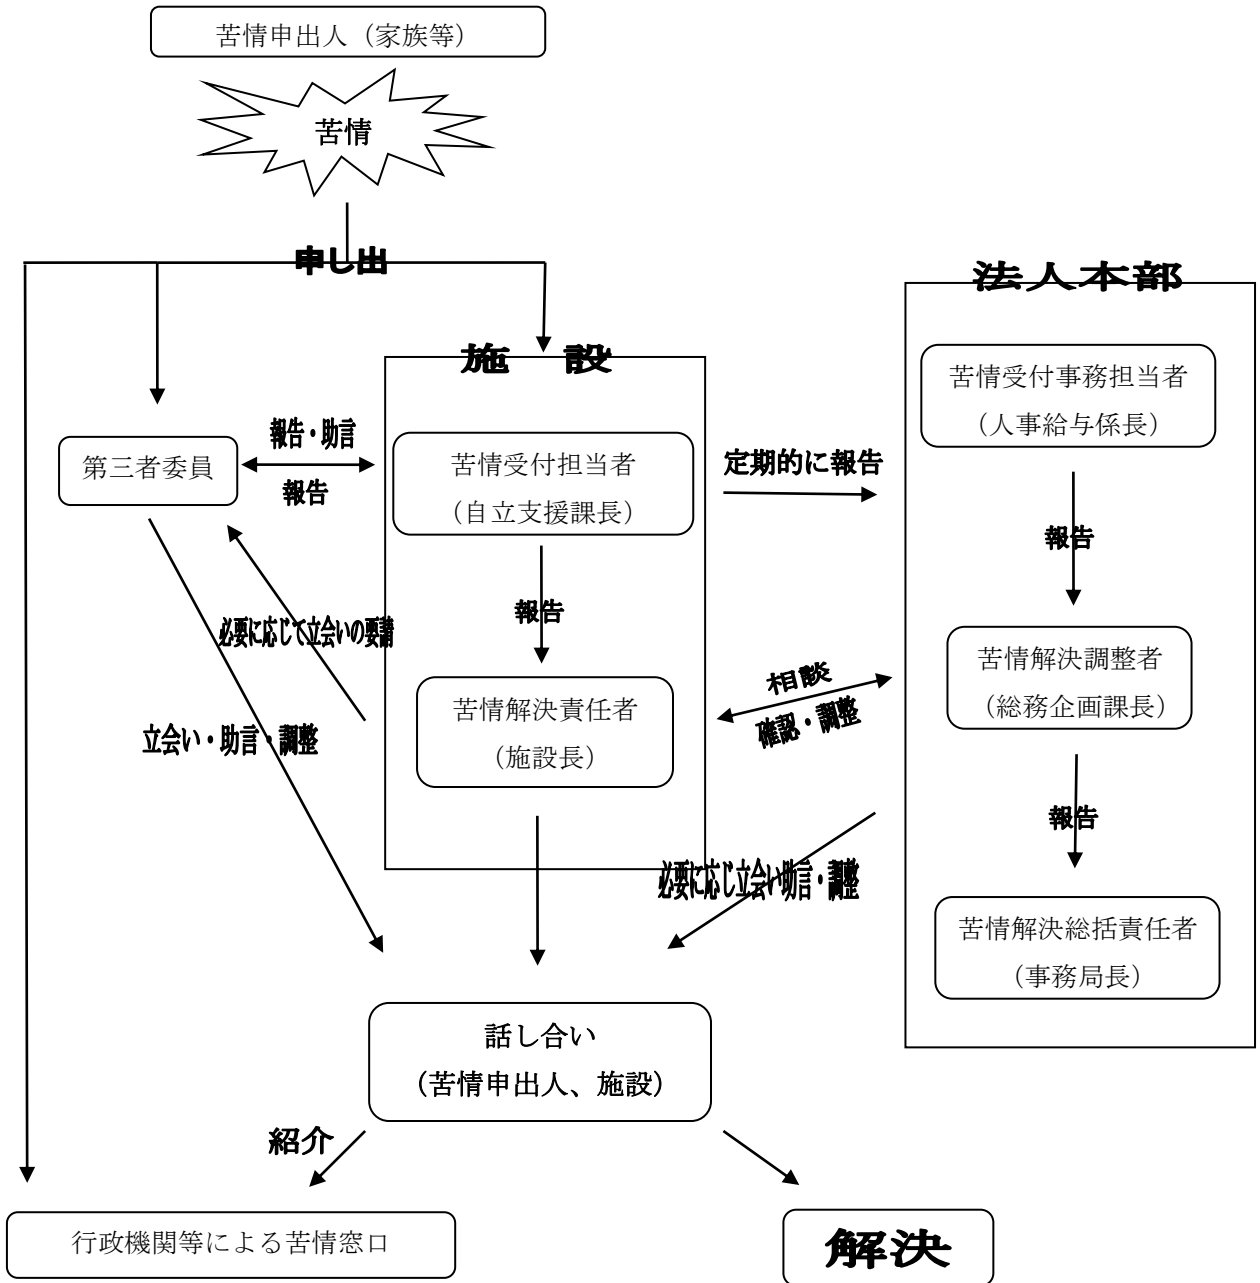 苦情申出人（家族等）
苦情
申し出
法人本部
施　設
苦情受付事務担当者
（人事給与係長）
報告・助言
第三者委員
報告
苦情受付担当者
（自立支援課長）
定期的に報告
報告
報告
必要に応じて立会いの要請
苦情解決調整者
（総務企画課長）
相談
確認・調整
苦情解決責任者
（施設長）
立会い・助言・調整
報告
必要に応じ立会い助言・調整
苦情解決総括責任者
（事務局長）
話し合い
（苦情申出人、施設）
紹介
行政機関等による苦情窓口
解決